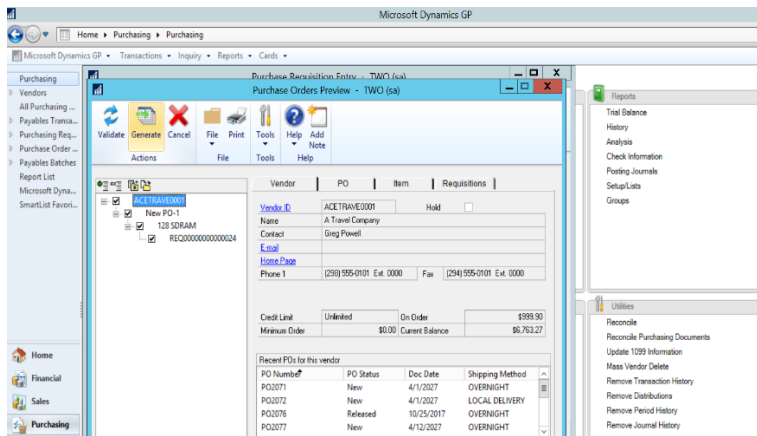 Microsoft Dynamics GP
Home Purchasing Purchasing
Microsoft Dynamics GP Transactions Inquiry Reports Cards
Purchasing
Vendors
All Purchasing ...
Payables Transa...
Purchasing Req...
Purchase Order ...
Payables Batches
Report List
Microsoft Dyna...
SmartList Favori...
Home
Financial
Sales
Purchasing
Purchase Requisition Entry - TWO (sa)
Purchase Orders Preview - TWO (sa)
Validate Generate Cancel File Print Tools Help Add Note
Actions File Tools Help
ACETRAVE0001
New PO-1
128 SDRAM
REQ00000000000024
Vendor PO Item Requisitions
Vendor ID ACETRAVE0001 Hold
Name A Travel Company
Contact Greg Powell
E-mail
Home Page
Phone 1 (298) 555-0101 Ext. 0000 Fax (294) 555-0101 Ext. 0000
Credit Limit Unlimited On Order $999.90
Minimum Order $0.00 Current Balance $6,763.27
Recent POs for this vendor
PO Number PO Status Doc Date Shipping Method
PO2071 New 4/1/2027 OVERNIGHT
PO2072 New 4/1/2027 LOCAL DELIVERY
PO2076 Released 10/25/2017 OVERNIGHT
PO2077 New 4/12/2027 OVERNIGHT
Reports
Trial Balance
History
Analysis
Check Information
Posting Journals
Setup/Lists
Groups
Utilities
Reconcile
Reconcile Purchasing Documents
Update 1099 Information
Mass Vendor Delete
Remove Transaction History
Remove Distributions
Remove Period History
Remove Journal History